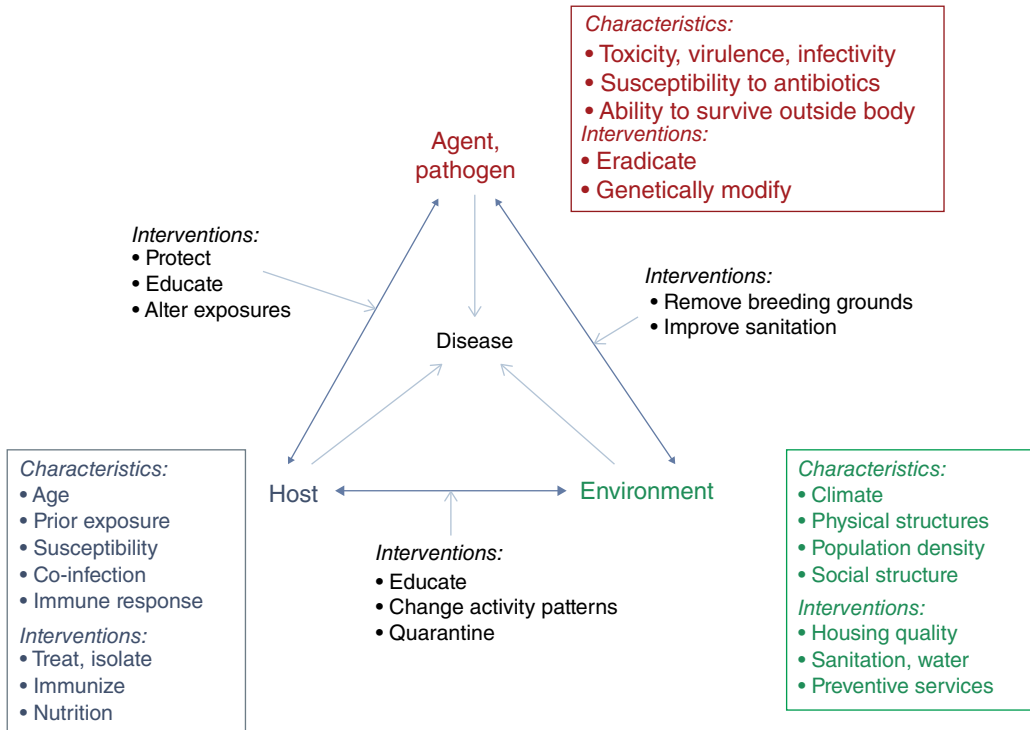 Characteristics:
• Toxicity, virulence, infectivity
• Susceptibility to antibiotics
• Ability to survive outside body
Interventions:
• Eradicate
• Genetically modify
Agent,
pathogen
Interventions:
• Protect
• Educate
• Alter exposures
Interventions:
• Remove breeding grounds
• Improve sanitation
Disease
Characteristics:
• Age
• Prior exposure
• Susceptibility
• Co-infection
• Immune response
Interventions:
• Treat, isolate
• Immunize
• Nutrition
Host
Environment
Interventions:
• Educate
• Change activity patterns
• Quarantine
Characteristics:
• Climate
• Physical structures
• Population density
• Social structure
Interventions:
• Housing quality
• Sanitation, water
• Preventive services